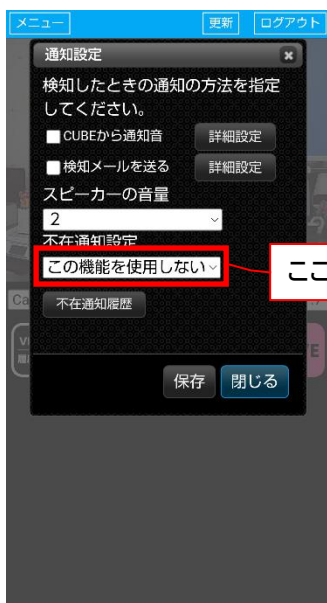 メニュー
更新
ログアウト
通知設定
検知したときの通知の方法を指定
してください。
CUBEから通知音
詳細設定
検知メールを送る
詳細設定
スピーカーの音量
2
不在通知設定
この機能を使用しない
ここ
Ca
不在通知履歴
VI
E
保存
閉じる